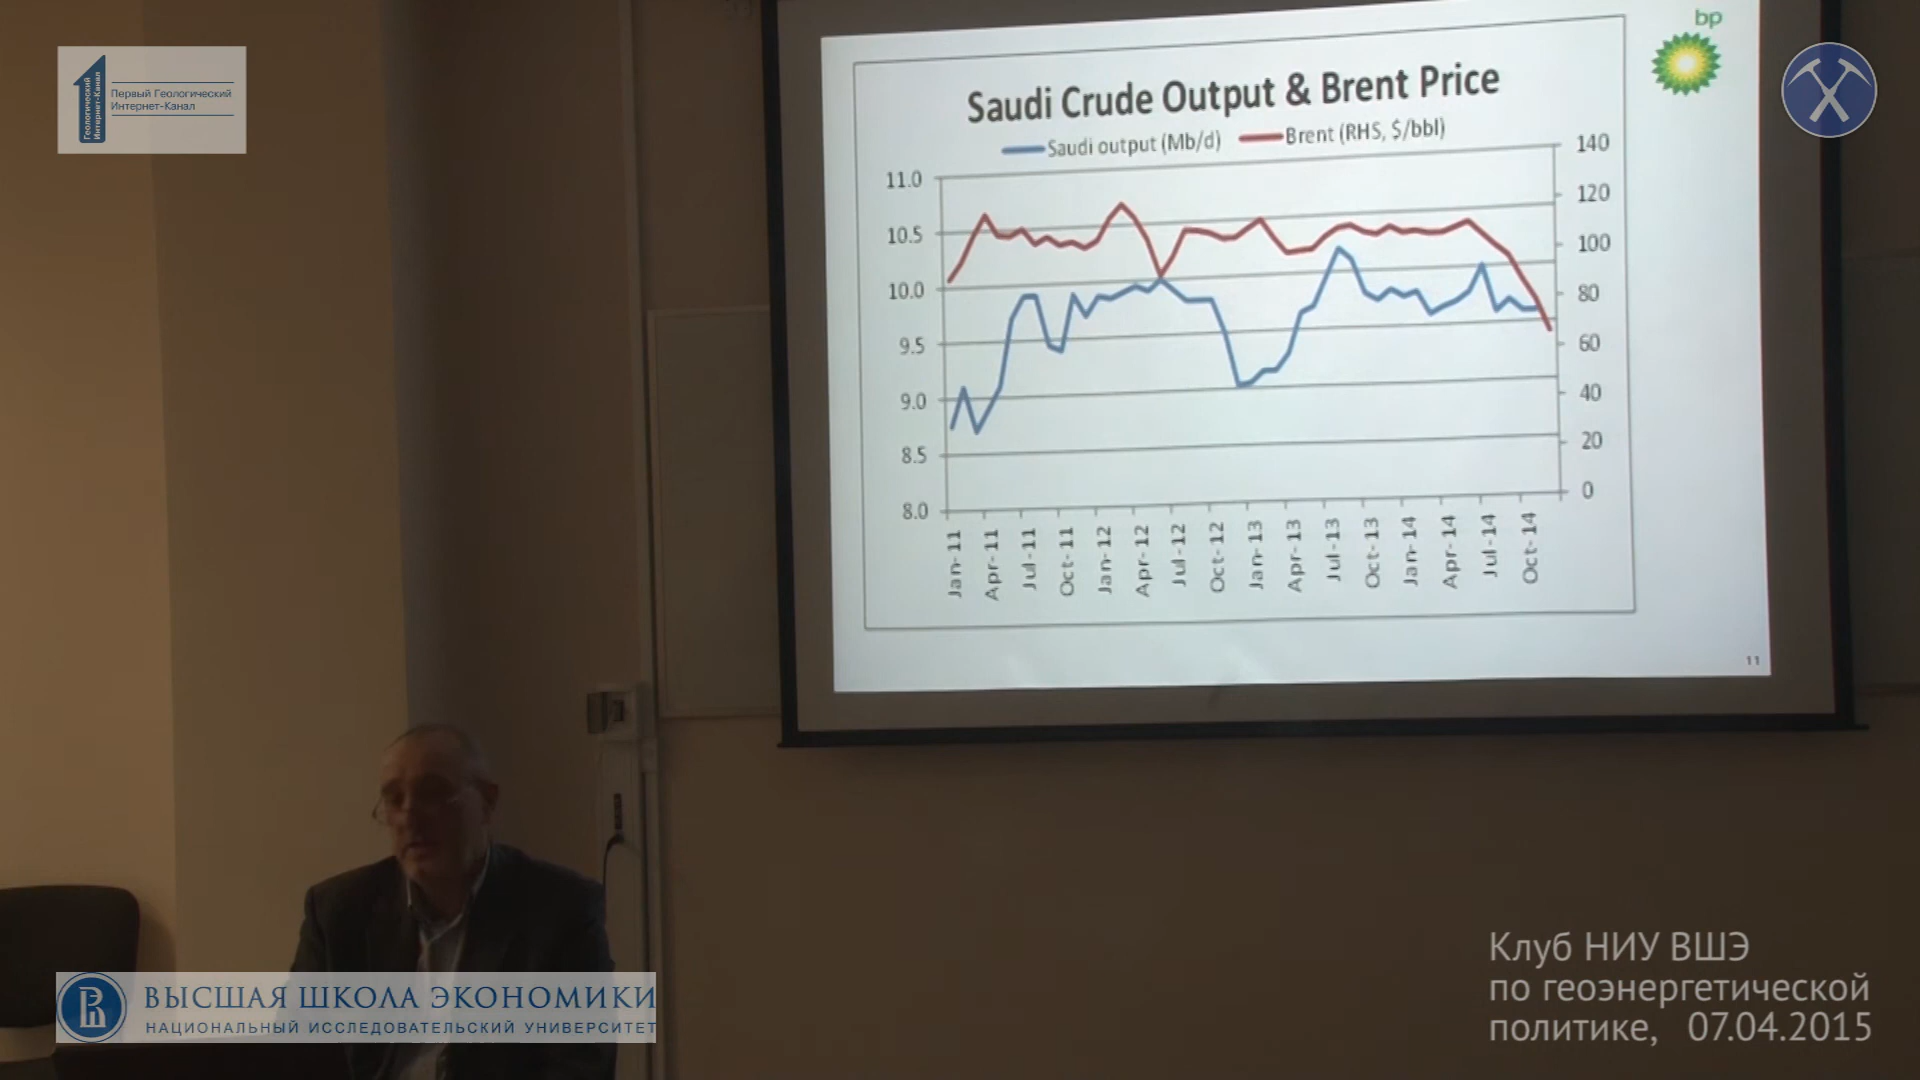 Геологический
Интернет-Канал
Первый Геологический
Интернет-Канал
bp
Saudi Crude Output & Brent Price
Saudi output (Mb/d)
Brent (RHS, $/bbl)
11.0
10.5
10.0
9.5
9.0
8.5
8.0
140
120
100
80
60
40
20
0
Jan-11
Apr-11
Jul-11
Oct-11
Jan-12
Apr-12
Jul-12
Oct-12
Jan-13
Apr-13
Jul-13
Oct-13
Jan-14
Apr-14
Jul-14
Oct-14
11
ВЫСШАЯ ШКОЛА ЭКОНОМИКИ
НАЦИОНАЛЬНЫЙ ИССЛЕДОВАТЕЛЬСКИЙ УНИВЕРСИТЕТ
Клуб НИУ ВШЭ
по геоэнергетической
политике, 07.04.2015